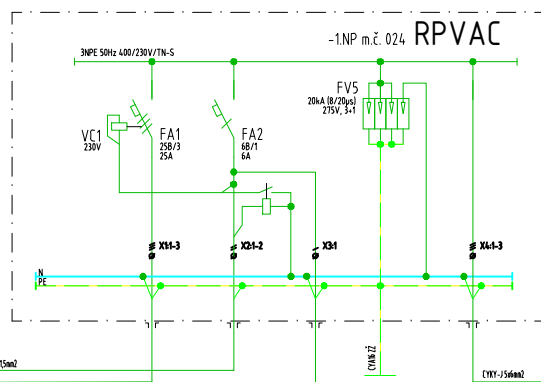 -1.NP m.č. 024 RPVAC
3NPE 50Hz 400/230V/TN-S
FV5
20kA (8/20µs)
275V, 3+1
VC1
230V
FA1
25B/3
25A
FA2
6B/1
6A
X1:1-3
X2:1-2
X3:1
X4:1-3
N
PE
1,5mm2
CYA16 ZŽ
CYKY-J 5x6mm2